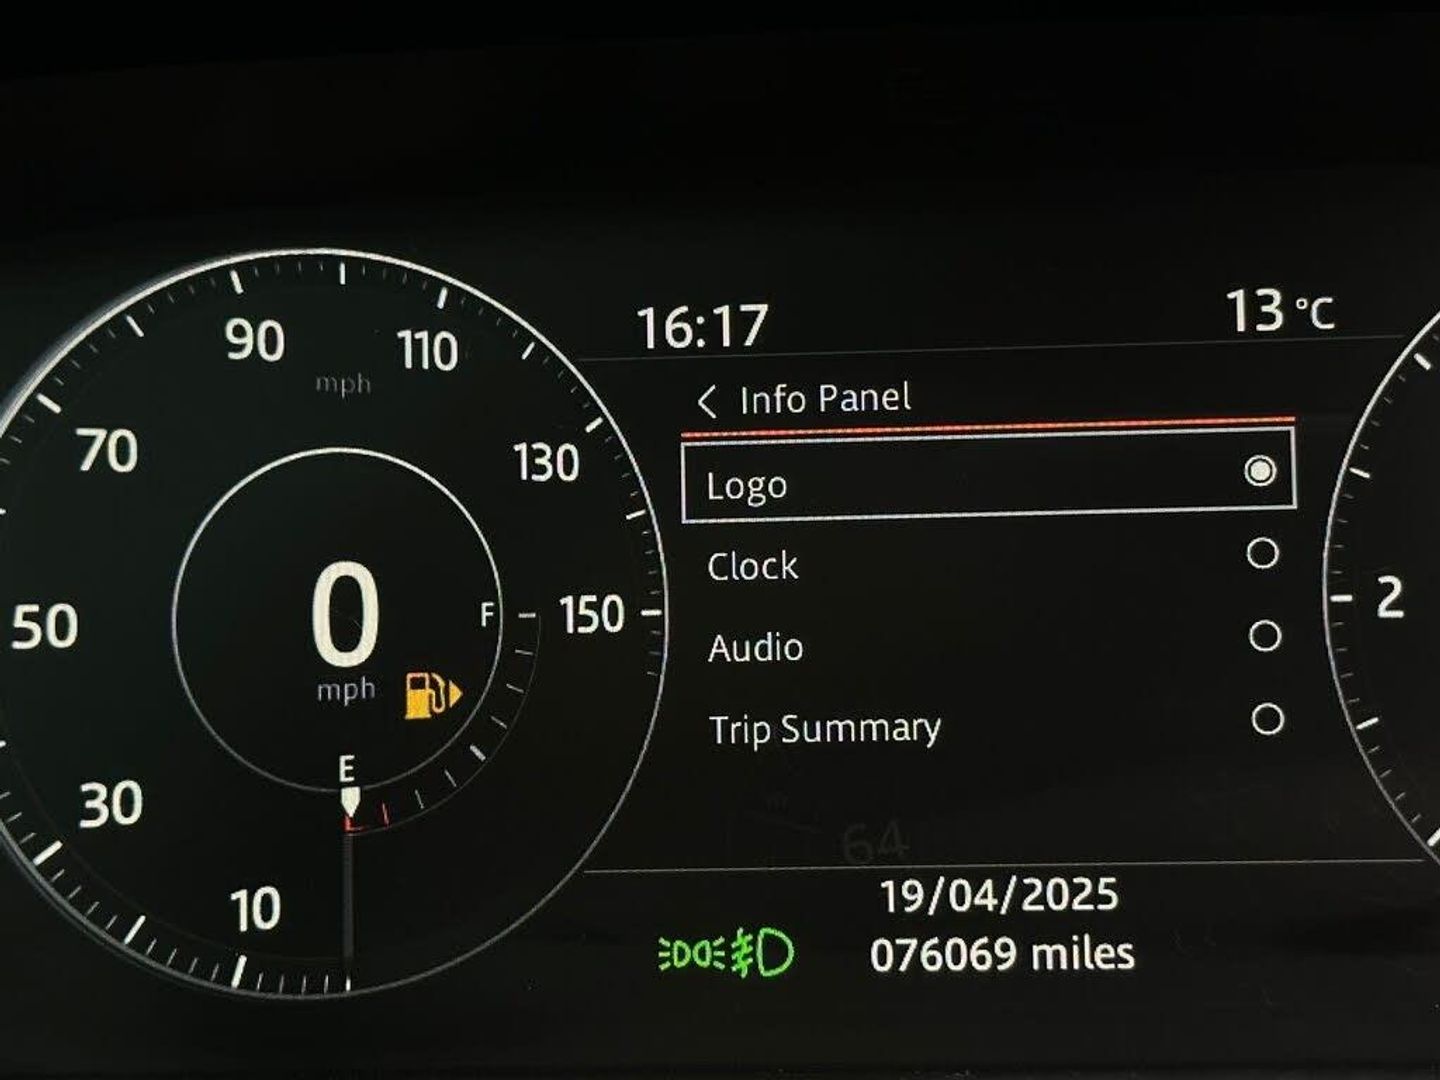 16:17
13 °C
Info Panel
Logo
Clock
Audio
Trip Summary
90
110
mph
70
130
50
0
mph
F
150
E
30
10
2
64
19/04/2025
076069 miles